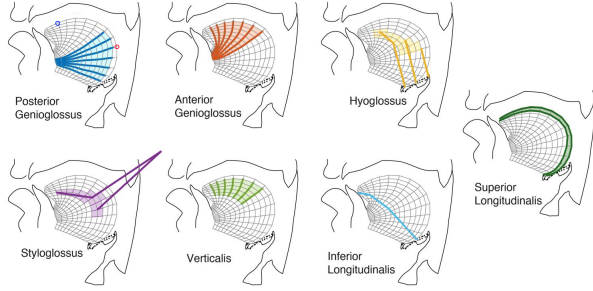 Posterior
Genioglossus
Anterior
Genioglossus
Hyoglossus
Superior
Longitudinalis
Styloglossus
Verticalis
Inferior
Longitudinalis